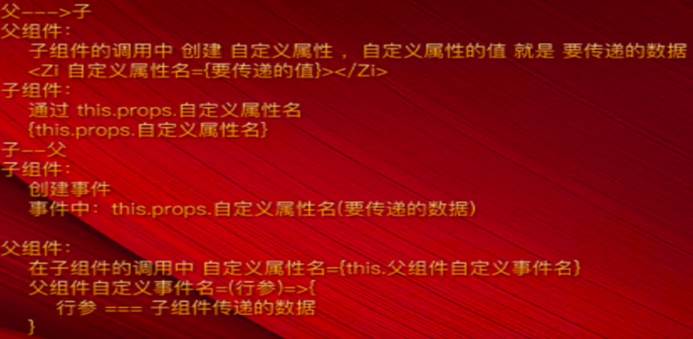 父--->子
父组件：
子组件的调用中 创建 自定义属性 ，自定义属性的值 就是 要传递的数据
<Zi 自定义属性名={要传递的值}></Zi>
子组件：
通过 this.props.自定义属性名
{this.props.自定义属性名}
子--父
子组件：
创建事件
事件中：this.props.自定义属性名(要传递的数据)
父组件：
在子组件的调用中 自定义属性名={this.父组件自定义事件名}
父组件自定义事件名=(行参)=>{
行参 === 子组件传递的数据
}